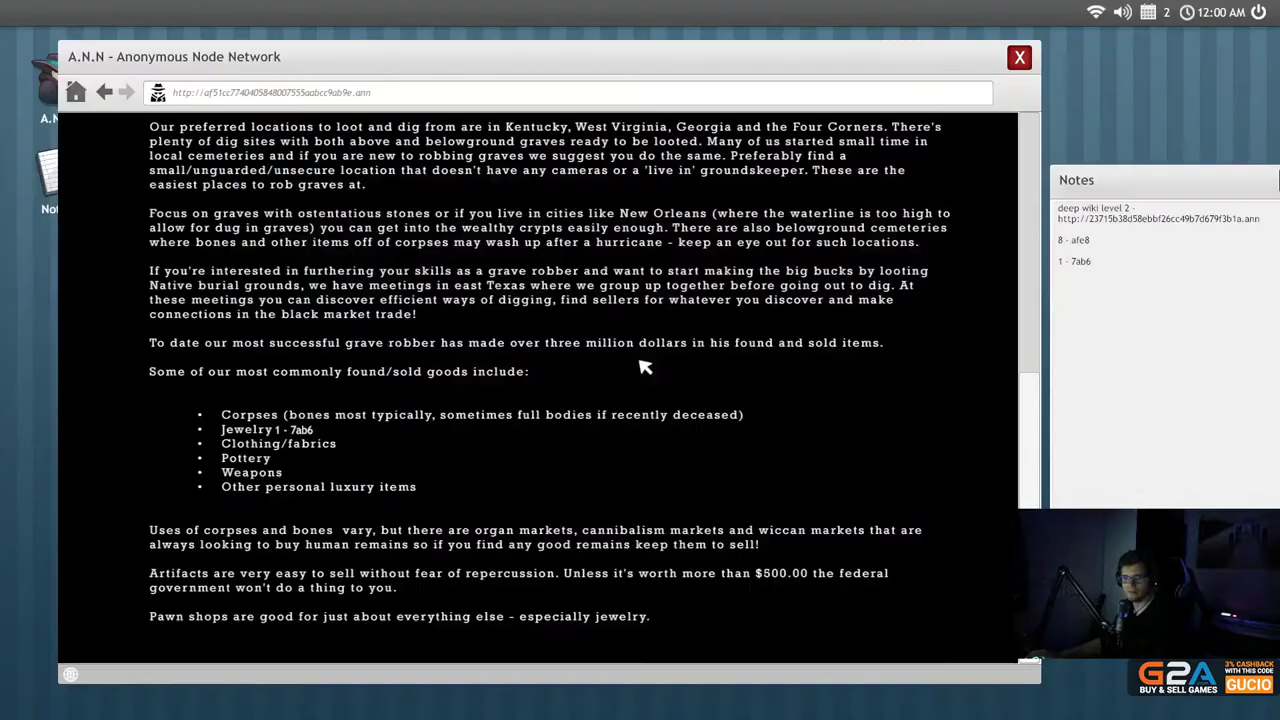 2
12:00 AM
A.N.N - Anonymous Node Network
X
http://af51cc7740405848007555aabcc9ab9e.ann
A.N
Not
Our preferred locations to loot and dig from are in Kentucky, West Virginia, Georgia and the Four Corners. There's
plenty of dig sites with both above and belowground graves ready to be looted. Many of us started small time in
local cemeteries and if you are new to robbing graves we suggest you do the same. Preferably find a
small/unguarded/unsecure location that doesn't have any cameras or a 'live in' groundskeeper. These are the
easiest places to rob graves at.
Focus on graves with ostentatious stones or if you live in cities like New Orleans (where the waterline is too high to
allow for dug in graves) you can get into the wealthy crypts easily enough. There are also belowground cemeteries
where bones and other items off of corpses may wash up after a hurricane - keep an eye out for such locations.
If you're interested in furthering your skills as a grave robber and want to start making the big bucks by looting
Native burial grounds, we have meetings in east Texas where we group up together before going out to dig. At
these meetings you can discover efficient ways of digging, find sellers for whatever you discover and make
connections in the black market trade!
To date our most successful grave robber has made over three million dollars in his found and sold items.
Some of our most commonly found/sold goods include:
• Corpses (bones most typically, sometimes full bodies if recently deceased)
• Jewelry 1 - 7ab6
• Clothing/fabrics
• Pottery
• Weapons
• Other personal luxury items
Uses of corpses and bones vary, but there are organ markets, cannibalism markets and wiccan markets that are
always looking to buy human remains so if you find any good remains keep them to sell!
Artifacts are very easy to sell without fear of repercussion. Unless it's worth more than $500.00 the federal
government won't do a thing to you.
Pawn shops are good for just about everything else - especially jewelry.
Notes
deep wiki level 2 -
http://23715b38d58ebbf26cc49b7d679f3b1a.ann
8 - afe8
1 - 7ab6
G2A.com
BUY & SELL GAMES
3% CASHBACK
WITH THIS CODE
GUCIO